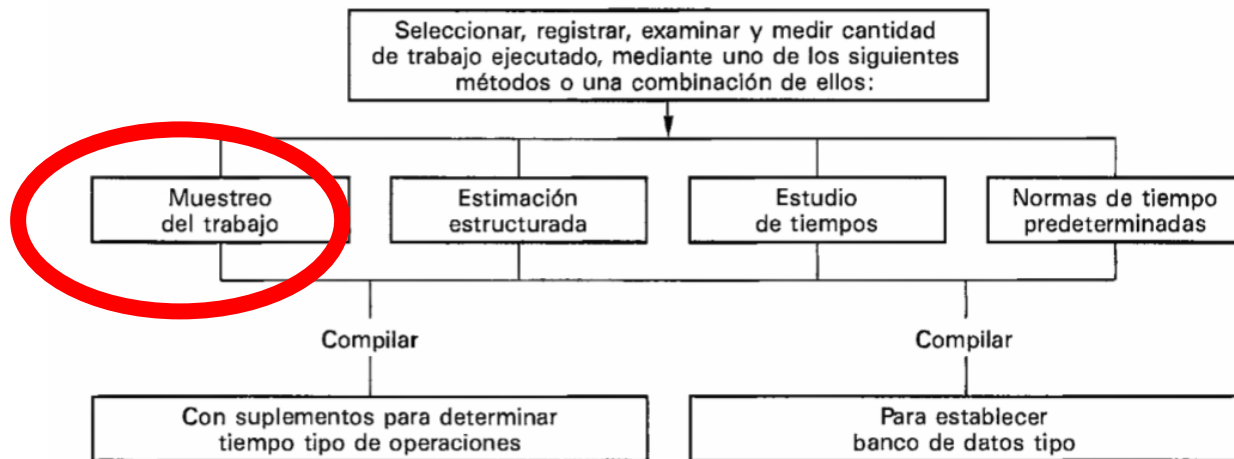 Seleccionar, registrar, examinar y medir cantidad
de trabajo ejecutado, mediante uno de los siguientes
métodos o una combinación de ellos:
Muestreo
del trabajo
Estimación
estructurada
Estudio
de tiempos
Normas de tiempo
predeterminadas
Compilar
Compilar
Con suplementos para determinar
tiempo tipo de operaciones
Para establecer
banco de datos tipo